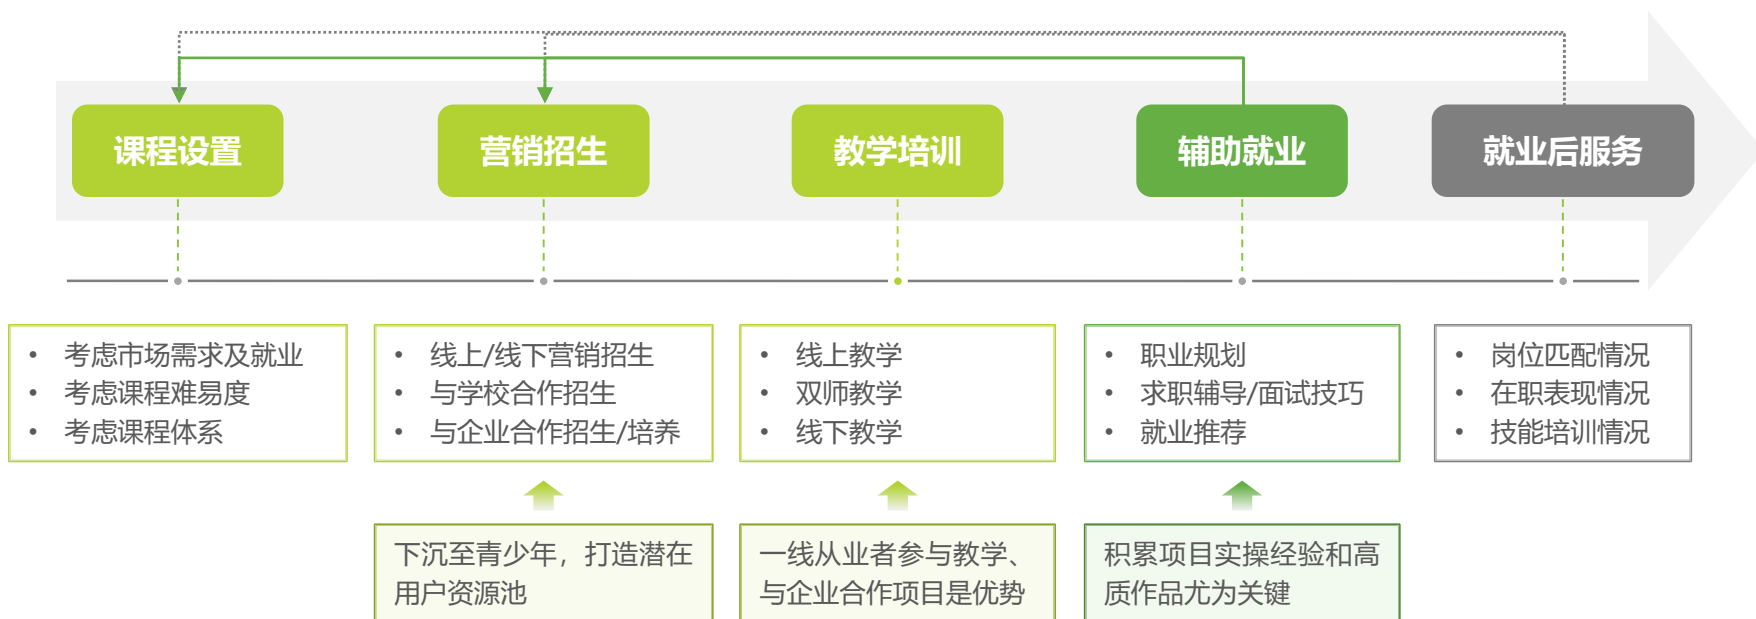 课程设置
营销招生
教学培训
辅助就业
就业后服务
• 考虑市场需求及就业
• 考虑课程难易度
• 考虑课程体系
• 线上/线下营销招生
• 与学校合作招生
• 与企业合作招生/培养
• 线上教学
• 双师教学
• 线下教学
• 职业规划
• 求职辅导/面试技巧
• 就业推荐
• 岗位匹配情况
• 在职表现情况
• 技能培训情况
下沉至青少年，打造潜在
用户资源池
一线从业者参与教学、
与企业合作项目是优势
积累项目实操经验和高
质作品尤为关键